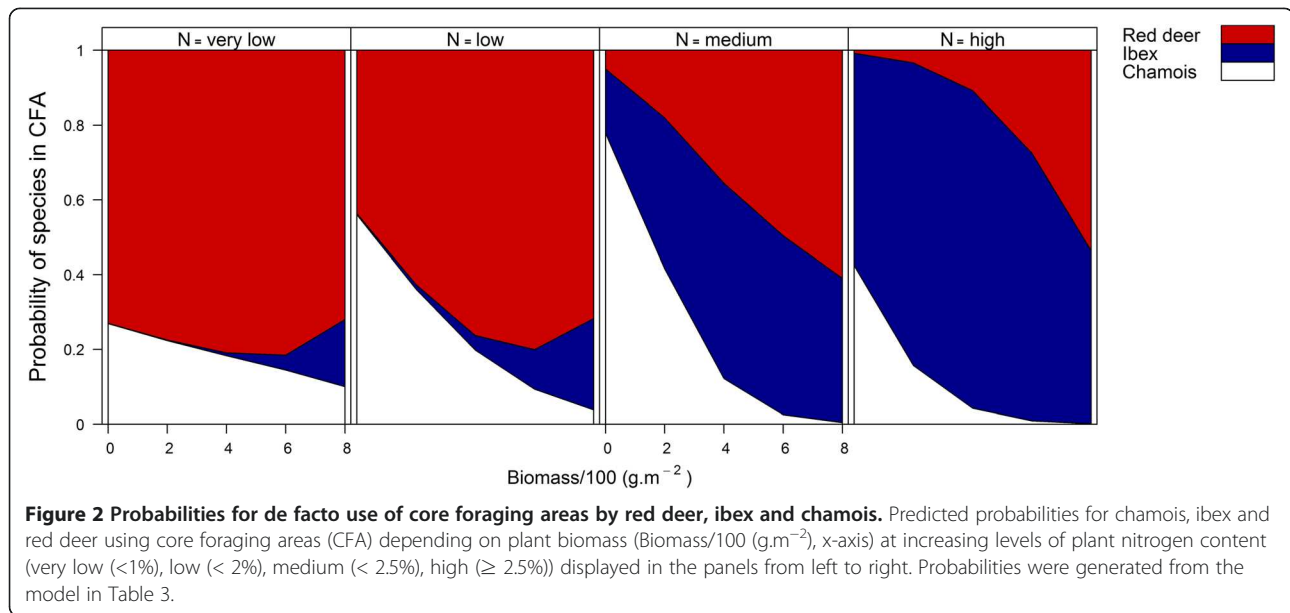 N = very low N = low N = medium N = high
Red deer
Ibex
Chamois
Probability of species in CFA
1
0.8
0.6
0.4
0.2
0
0 2 4 6 8 0 2 4 6 8
Biomass/100 (g.m−2)
Figure 2 Probabilities for de facto use of core foraging areas by red deer, ibex and chamois. Predicted probabilities for chamois, ibex and
red deer using core foraging areas (CFA) depending on plant biomass (Biomass/100 (g.m−2), x-axis) at increasing levels of plant nitrogen content
(very low (<1%), low (< 2%), medium (< 2.5%), high (≥ 2.5%)) displayed in the panels from left to right. Probabilities were generated from the
model in Table 3.